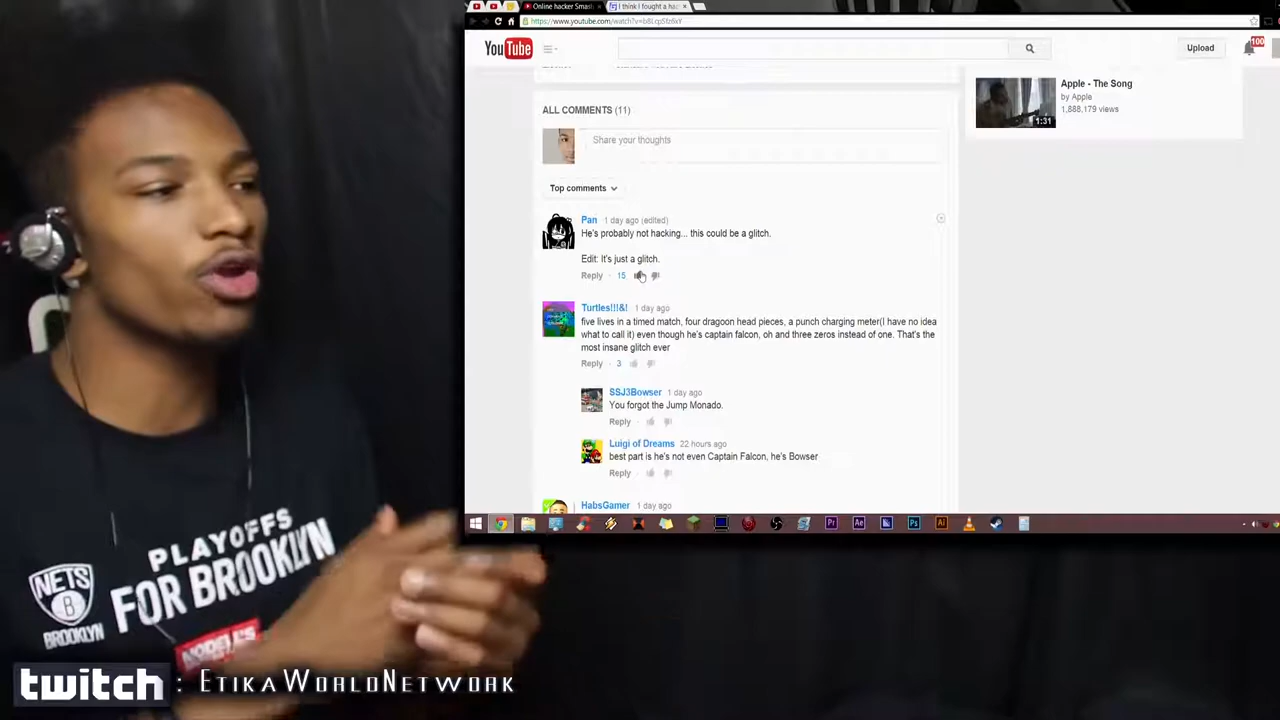 Online hacker Smas
I think I fought a ha
https://www.youtube.com/watch?v=b8Lcp5fz6xY
YouTube
Upload
100
Apple - The Song
by Apple
1,888,179 views
1:31
ALL COMMENTS (11)
Share your thoughts
Top comments
Pan 1 day ago (edited)
He's probably not hacking... this could be a glitch.
Edit: It's just a glitch.
Reply · 15
Turtles!!!&! 1 day ago
five lives in a timed match, four dragoon head pieces, a punch charging meter(I have no idea
what to call it) even though he's captain falcon, oh and three zeros instead of one. That's the
most insane glitch ever
Reply · 3
SSJ3Bowser 1 day ago
You forgot the Jump Monado.
Reply
Luigi of Dreams 22 hours ago
best part is he's not even Captain Falcon, he's Bowser
Reply
HabsGamer 1 day ago
Pr
Ae
Ps
Ai
PLAYOFFS
FOR BROOKLYN
NETS
B
BROOKLYN
twitch : EtikaWorldNetwork